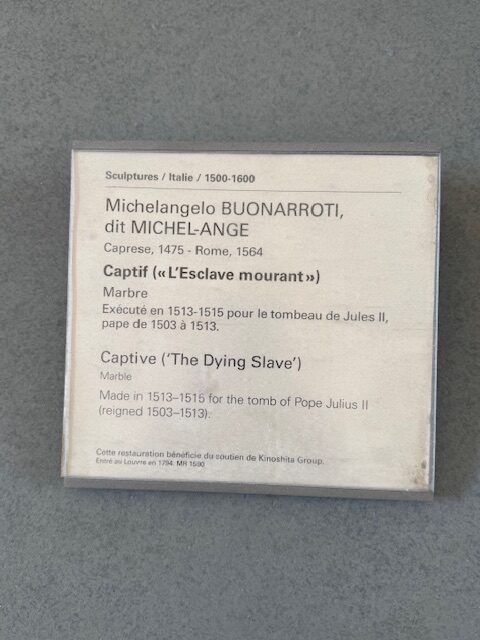 Sculptures / Italie / 1500-1600
Michelangelo BUONARROTI,
dit MICHEL-ANGE
Caprese, 1475 - Rome, 1564
Captif (« L'Esclave mourant »)
Marbre
Exécuté en 1513-1515 pour le tombeau de Jules II,
pape de 1503 à 1513.
Captive ('The Dying Slave')
Marble
Made in 1513–1515 for the tomb of Pope Julius II
(reigned 1503–1513).
Cette restauration bénéficie du soutien de Kinoshita Group.
Entré au Louvre en 1794. MR 1590